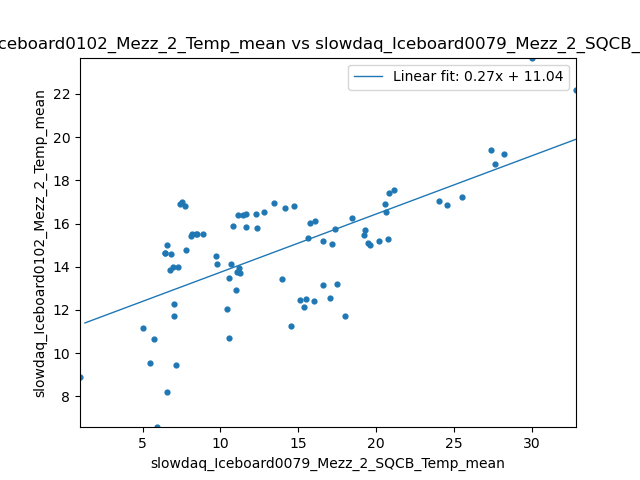 ceboard0102_Mezz_2_Temp_mean vs slowdaq_Iceboard0079_Mezz_2_SQCB_
Linear fit: 0.27x + 11.04
slowdaq_Iceboard0102_Mezz_2_Temp_mean
22
20
18
16
14
12
10
8
5 10 15 20 25 30
slowdaq_Iceboard0079_Mezz_2_SQCB_Temp_mean